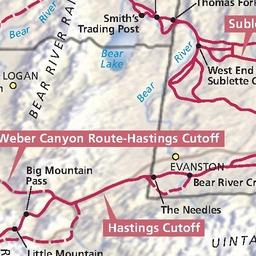 Thomas Fork
Smith's
Trading Post
Bear River
Suble
BEAR RIVER RA
Bear
Lake
River
West End
Sublette C
LOGAN
Bear
Weber Canyon Route-Hastings Cutoff
Big Mountain
Pass
EVANSTON
Bear River Cr
The Needles
Hastings Cutoff
Little Mountain
UINTA
R